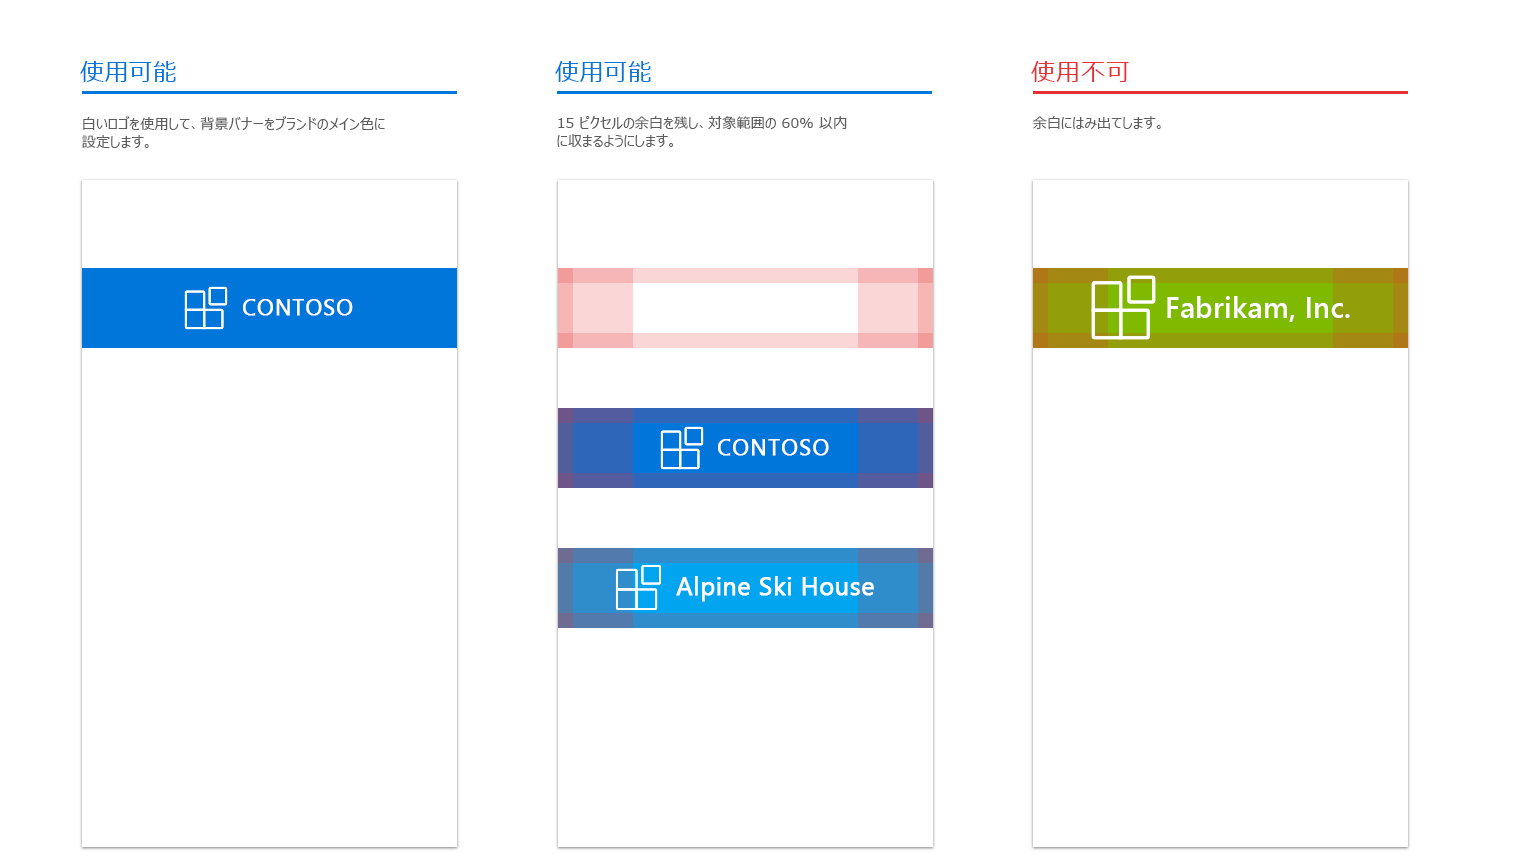 使用可能
白いロゴを使用して、背景バナーをブランドのメイン色に
設定します。
CONTOSO
使用可能
15 ピクセルの余白を残し、対象範囲の 60% 以内
に収まるようにします。
CONTOSO
Alpine Ski House
使用不可
余白にはみ出てします。
Fabrikam, Inc.